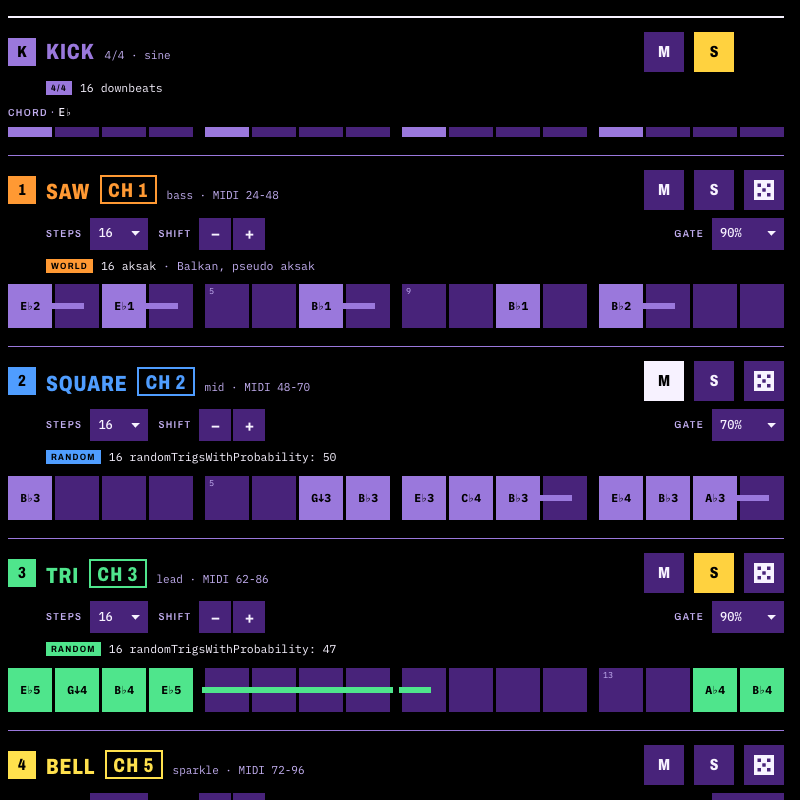 K KICK 4/4 · sine M S
4/4 16 downbeats
CHORD · E♭
1 SAW CH 1 bass · MIDI 24-48 M S
STEPS 16 SHIFT − + GATE 90%
WORLD 16 aksak · Balkan, pseudo aksak
E♭2 E♭1 5 B♭1 9 B♭1 B♭2
2 SQUARE CH 2 mid · MIDI 48-70 M S
STEPS 16 SHIFT − + GATE 70%
RANDOM 16 randomTrigsWithProbability: 50
B♭3 5 G↓3 B♭3 E♭3 C♭4 B♭3 E♭4 B♭3 A♭3
3 TRI CH 3 lead · MIDI 62-86 M S
STEPS 16 SHIFT − + GATE 90%
RANDOM 16 randomTrigsWithProbability: 47
E♭5 G↓4 B♭4 E♭5 13 A♭4 B♭4
4 BELL CH 5 sparkle · MIDI 72-96 M S